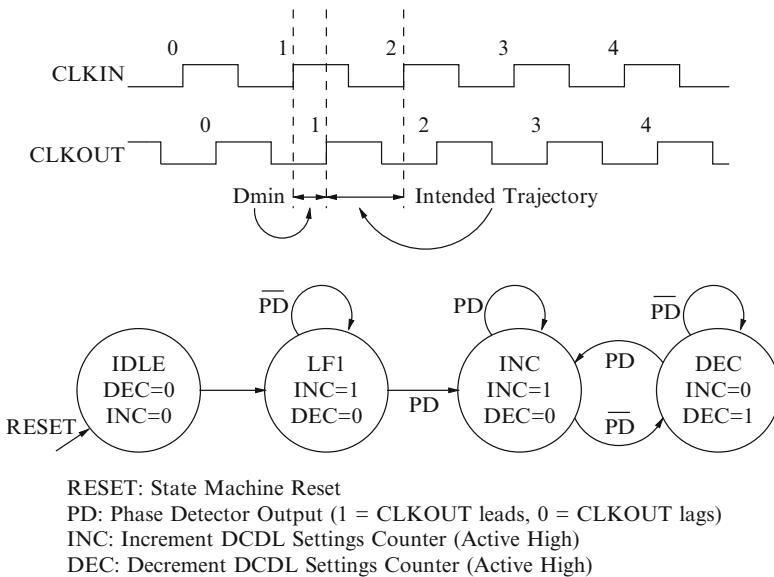 0 1 2 3 4
CLKIN
0 1 2 3 4
CLKOUT
Dmin Intended Trajectory
P̅D̅ PD P̅D̅
IDLE LF1 INC DEC
DEC=0 INC=1 INC=1 PD INC=0
INC=0 DEC=0 PD DEC=0 P̅D̅ DEC=1
RESET
RESET: State Machine Reset
PD: Phase Detector Output (1 = CLKOUT leads, 0 = CLKOUT lags)
INC: Increment DCDL Settings Counter (Active High)
DEC: Decrement DCDL Settings Counter (Active High)